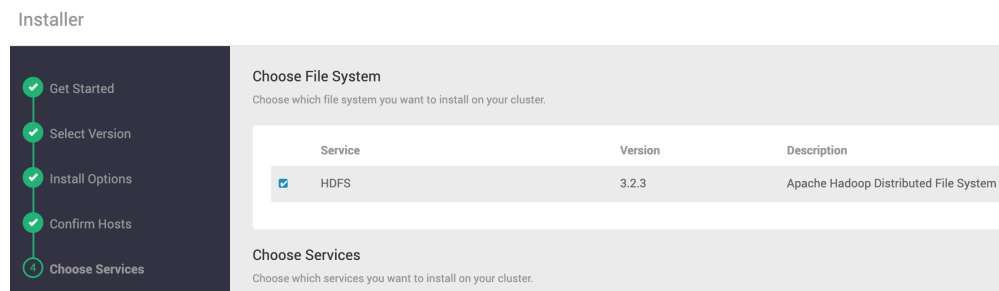 Installer
Get Started
Select Version
Install Options
Confirm Hosts
4 Choose Services
Choose File System
Choose which file system you want to install on your cluster.
Service Version Description
HDFS 3.2.3 Apache Hadoop Distributed File System
Choose Services
Choose which services you want to install on your cluster.